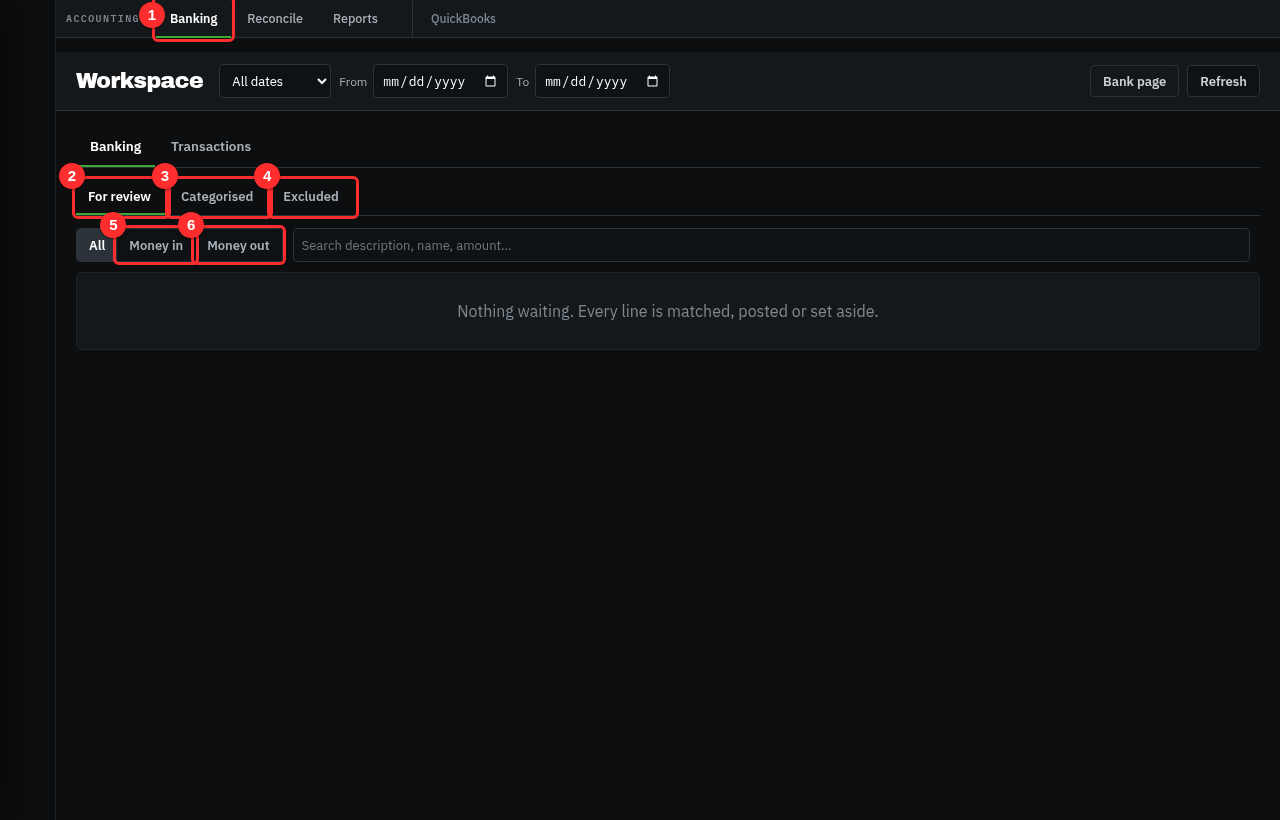 ACCOUNTING 1 Banking Reconcile Reports QuickBooks
Workspace All dates From mm/dd/yyyy To mm/dd/yyyy Bank page Refresh
Banking Transactions
2 For review 3 Categorised 4 Excluded
All 5 Money in 6 Money out Search description, name, amount...
Nothing waiting. Every line is matched, posted or set aside.